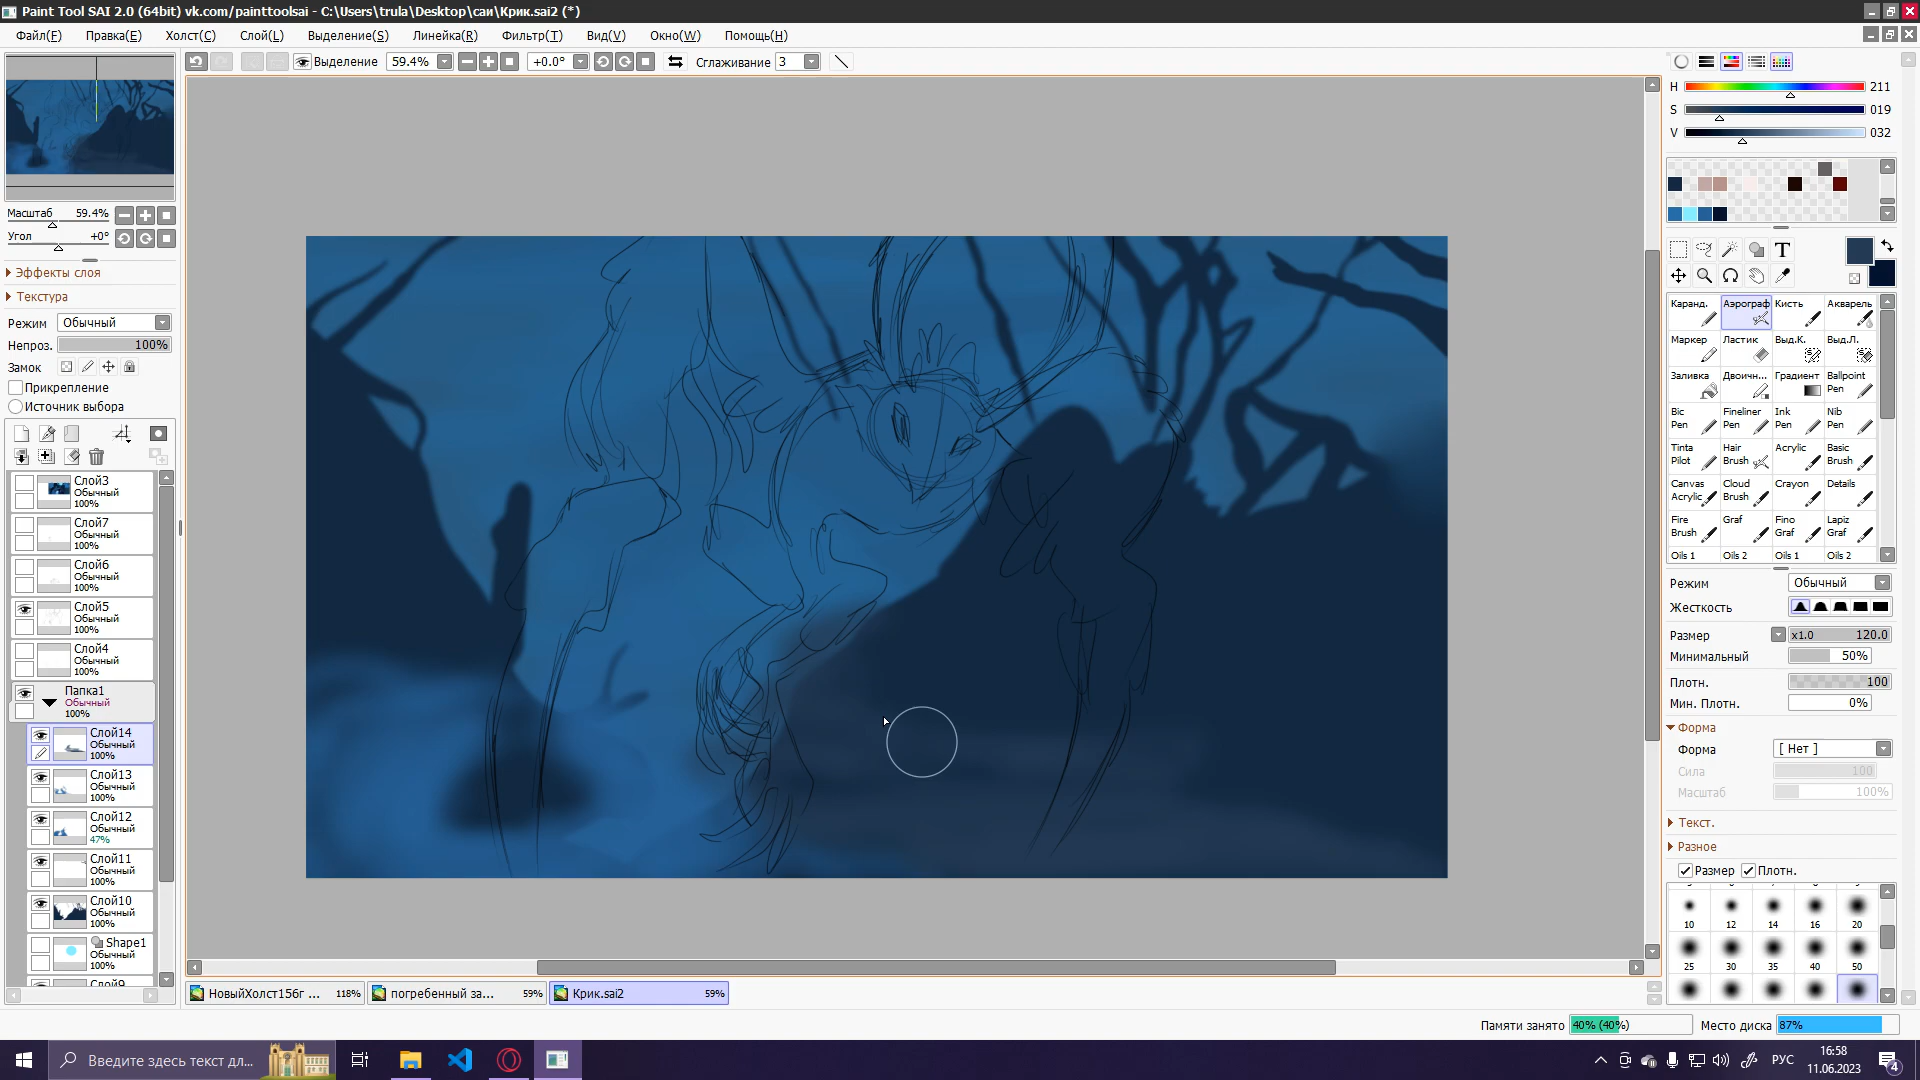 Paint Tool SAI 2.0 (64bit) vk.com/painttoolsai - C:\Users\trula\Desktop\саи\Крик.sai2 (*)
Файл(F) Правка(E) Холст(C) Слой(L) Выделение(S) Линейка(R) Фильтр(T) Вид(V) Окно(W) Помощь(H)
Выделение 59.4% +0.0° Сглаживание 3
Масштаб 59.4%
Угол +0°
Эффекты слоя
Текстура
Режим Обычный
Непроз. 100%
Замок
Прикрепление
Источник выбора
Слой3
Обычный
100%
Слой7
Обычный
100%
Слой6
Обычный
100%
Слой5
Обычный
100%
Слой4
Обычный
100%
Папка1
Обычный
100%
Слой14
Обычный
100%
Слой13
Обычный
100%
Слой12
Обычный
47%
Слой11
Обычный
100%
Слой10
Обычный
100%
Shape1
Обычный
100%
Слой9
H 211
S 019
V 032
T
Каранд. Аэрограф Кисть Акварель
Маркер Ластик Выд.К. Выд.Л.
Заливка Двоичн... Градиент Ballpoint Pen
Bic Pen Fineliner Pen Ink Pen Nib Pen
Tinta Pilot Hair Brush Acrylic Basic Brush
Canvas Acrylic Cloud Brush Crayon Details
Fire Brush Graf Fino Graf Lapiz Graf
Oils 1 Oils 2 Oils 1 Oils 2
Режим Обычный
Жесткость
Размер x1.0 120.0
Минимальный 50%
Плотн. 100
Мин. Плотн. 0%
Форма
Форма [ Нет ]
Сила 100
Масштаб 100%
Текст.
Разное
Размер Плотн.
10 12 14 16 20
25 30 35 40 50
НовыйХолст156г ... 118% погребенный за... 59% Крик.sai2 59%
Памяти занято 40% (40%) Место диска 87%
Введите здесь текст дл...
РУС
16:58
11.06.2023
4